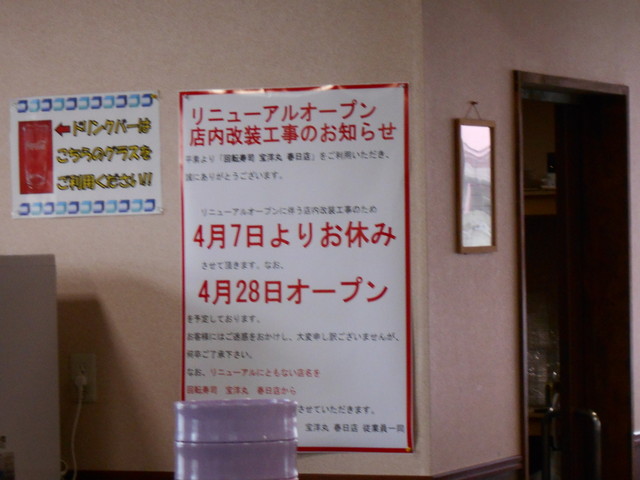 ←ドリンクバーは
こちらのグラスを
ご利用ください!!
リニューアルオープン
店内改装工事のお知らせ
平素より「回転寿司 宝洋丸 春日店」をご利用いただき、
誠にありがとうございます。
リニューアルオープンに伴う店内改装工事のため
4月7日よりお休み
させて頂きます。なお、
4月28日オープン
を予定しております。
お客様にはご迷惑をおかけし、大変申し訳ございませんが、
何卒ご了承下さい。
なお、リニューアルにともない店名を
回転寿司 宝洋丸 春日店から
させていただきます。
宝洋丸 春日店 従業員一同